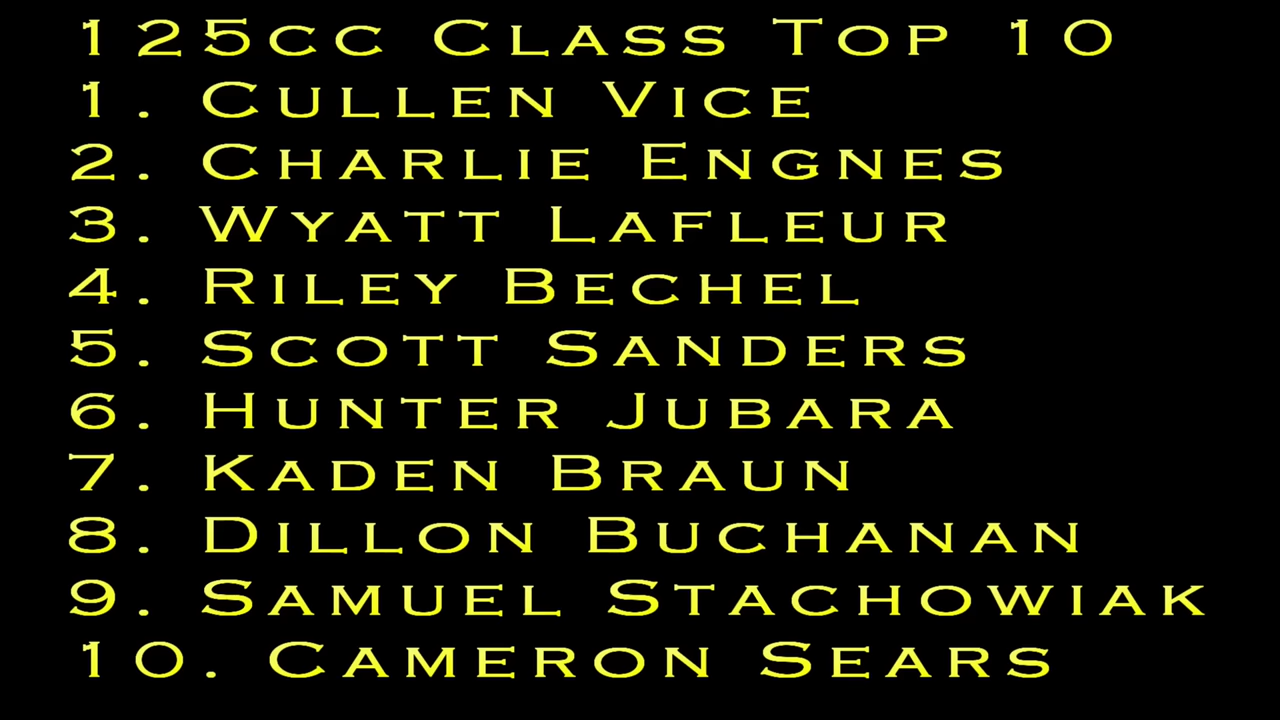 125cc Class Top 10
1. Cullen Vice
2. Charlie Engnes
3. Wyatt Lafleur
4. Riley Bechel
5. Scott Sanders
6. Hunter Jubara
7. Kaden Braun
8. Dillon Buchanan
9. Samuel Stachowiak
10. Cameron Sears